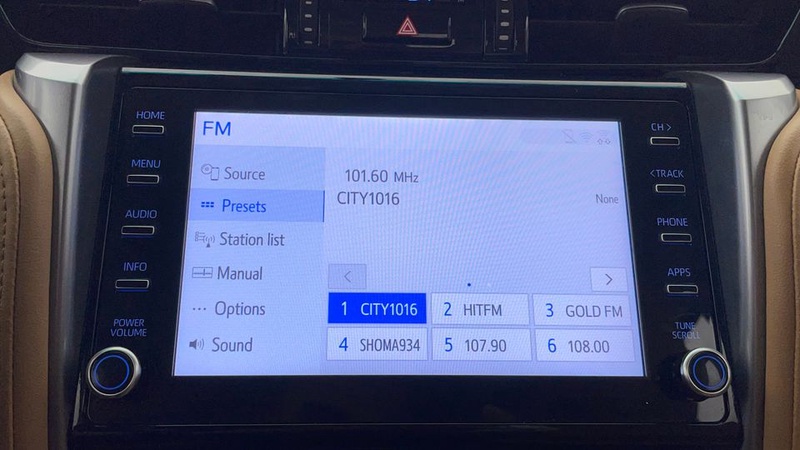 HOME
MENU
AUDIO
INFO
POWER
VOLUME
FM
Source
Presets
Station list
Manual
Options
Sound
101.60 MHz
CITY1016
None
<
>
1 CITY1016
2 HITFM
3 GOLD FM
4 SHOMA934
5 107.90
6 108.00
CH >
<TRACK
PHONE
APPS
TUNE
SCROLL